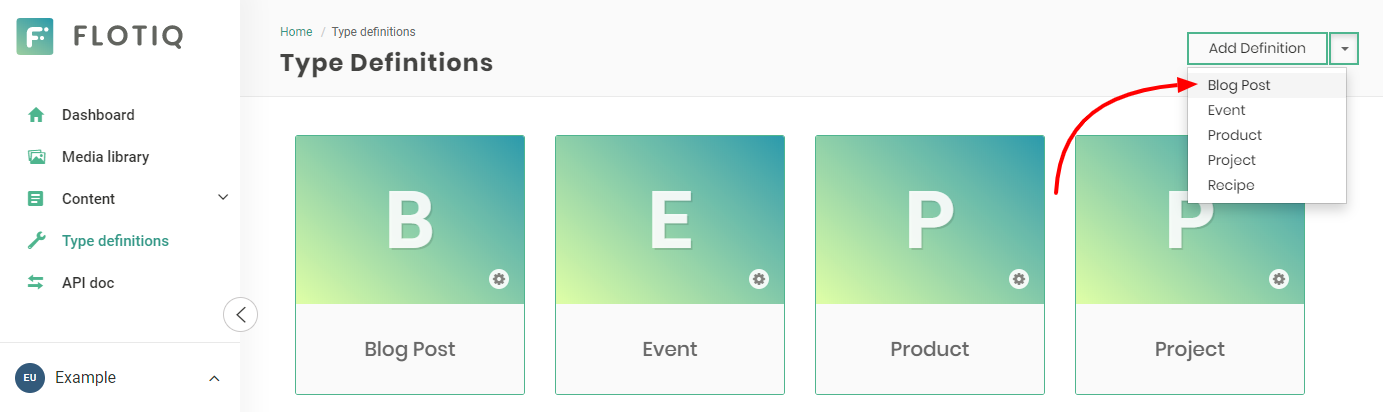 FLOTIQ
Dashboard
Media library
Content
Type definitions
API doc
EU
Example
Home / Type definitions
Type Definitions
Add Definition
Blog Post
Event
Product
Project
Recipe
B
Blog Post
E
Event
P
Product
P
Project